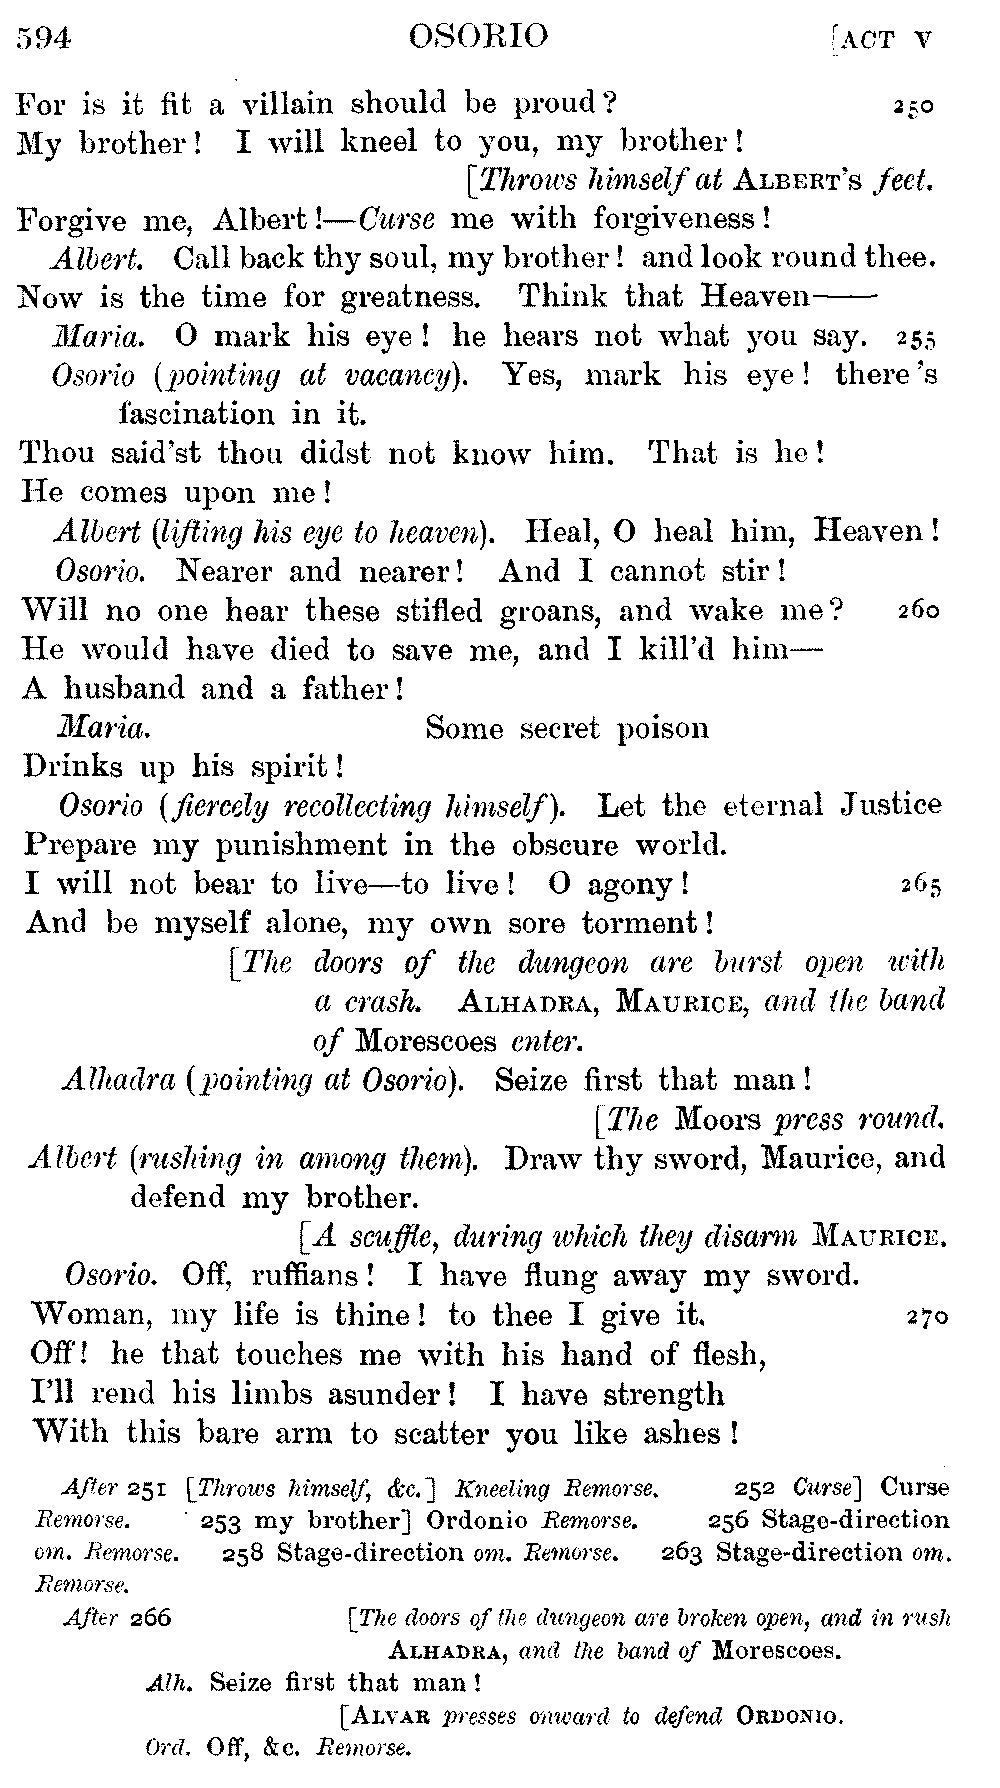 594 OSORIO [ACT V
For is it fit a villain should be proud? 250
My brother! I will kneel to you, my brother!
[Throws himself at ALBERT'S feet.
Forgive me, Albert!—Curse me with forgiveness!
Albert. Call back thy soul, my brother! and look round thee.
Now is the time for greatness. Think that Heaven——
Maria. O mark his eye! he hears not what you say. 255
Osorio (pointing at vacancy). Yes, mark his eye! there's
fascination in it.
Thou said'st thou didst not know him. That is he!
He comes upon me!
Albert (lifting his eye to heaven). Heal, O heal him, Heaven!
Osorio. Nearer and nearer! And I cannot stir!
Will no one hear these stifled groans, and wake me? 260
He would have died to save me, and I kill'd him—
A husband and a father!
Maria. Some secret poison
Drinks up his spirit!
Osorio (fiercely recollecting himself). Let the eternal Justice
Prepare my punishment in the obscure world.
I will not bear to live—to live! O agony! 265
And be myself alone, my own sore torment!
[The doors of the dungeon are burst open with
a crash. ALHADRA, MAURICE, and the band
of Morescoes enter.
Alhadra (pointing at Osorio). Seize first that man!
[The Moors press round.
Albert (rushing in among them). Draw thy sword, Maurice, and
defend my brother.
[A scuffle, during which they disarm MAURICE.
Osorio. Off, ruffians! I have flung away my sword.
Woman, my life is thine! to thee I give it. 270
Off! he that touches me with his hand of flesh,
I'll rend his limbs asunder! I have strength
With this bare arm to scatter you like ashes!
After 251 [Throws himself, &c.] Kneeling Remorse. 252 Curse] Curse
Remorse. 253 my brother] Ordonio Remorse. 256 Stage-direction
om. Remorse. 258 Stage-direction om. Remorse. 263 Stage-direction om.
Remorse.
After 266 [The doors of the dungeon are broken open, and in rush
ALHADRA, and the band of Morescoes.
Alh. Seize first that man!
[ALVAR presses onward to defend ORDONIO.
Ord. Off, &c. Remorse.